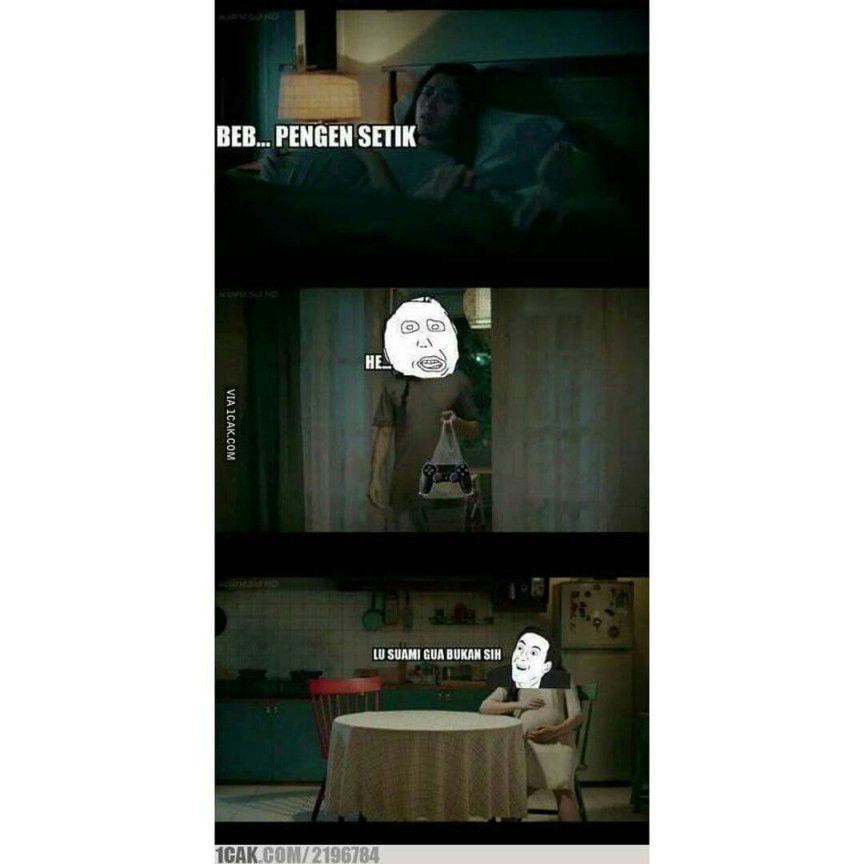 BEB... PENGEN SETIK
HE...
VIA 1CAK.COM
LU SUAMI GUA BUKAN SIH
1CAK.COM/2196784